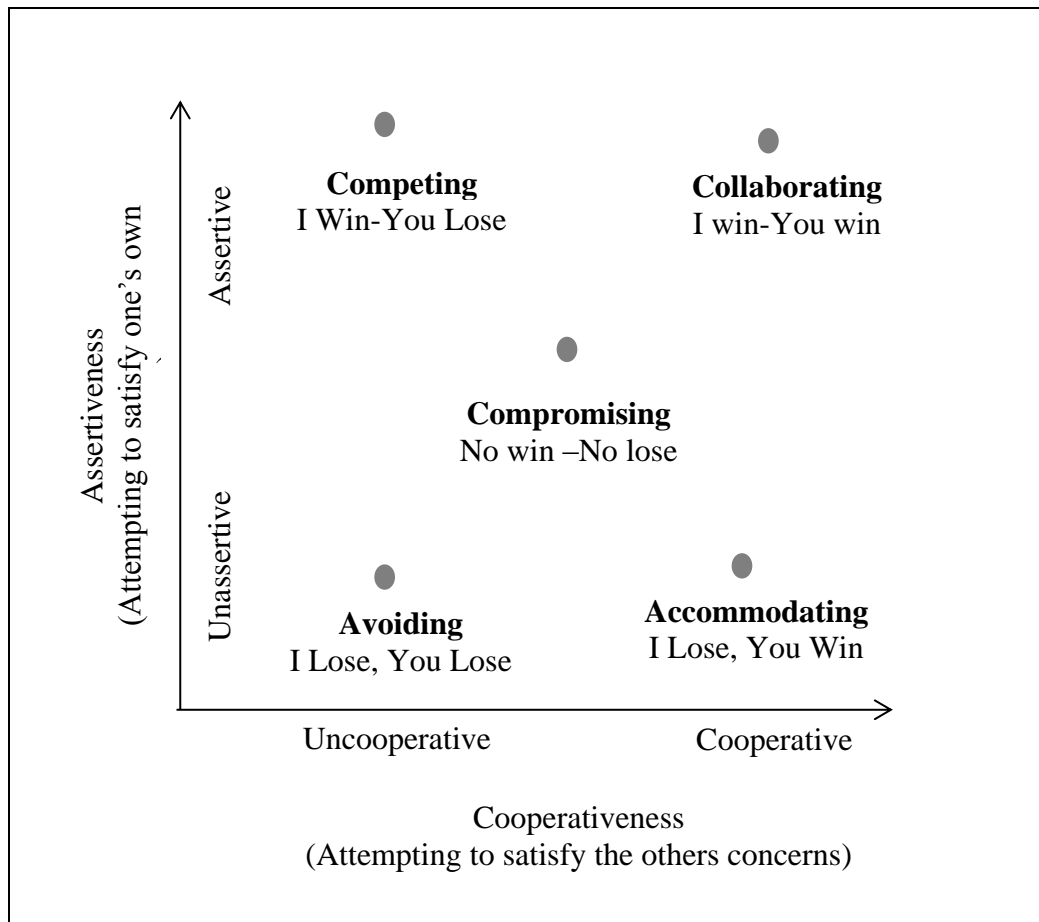 Competing
I Win-You Lose
Collaborating
I win-You win
Assertive
Compromising
No win –No lose
Assertiveness
(Attempting to satisfy one’s own
Unassertive
Avoiding
I Lose, You Lose
Accommodating
I Lose, You Win
Uncooperative
Cooperative
Cooperativeness
(Attempting to satisfy the others concerns)